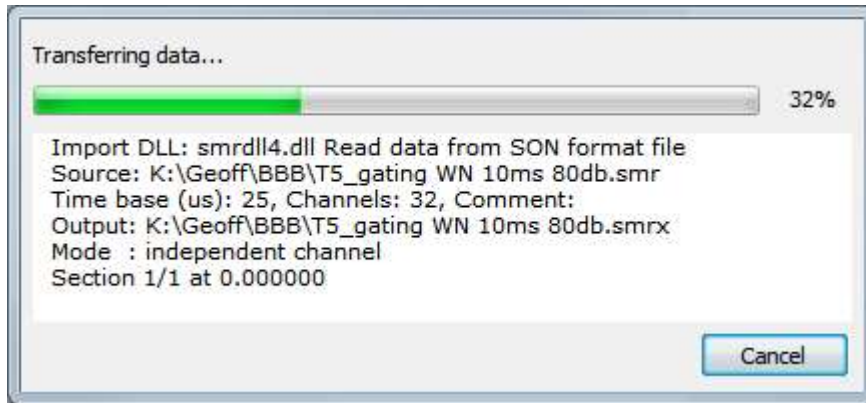 Transferring data...
32%
Import DLL: smrdll4.dll Read data from SON format file
Source: K:\Geoff\BBB\T5_gating WN 10ms 80db.smr
Time base (us): 25, Channels: 32, Comment:
Output: K:\Geoff\BBB\T5_gating WN 10ms 80db.smrx
Mode  : independent channel
Section 1/1 at 0.000000
Cancel